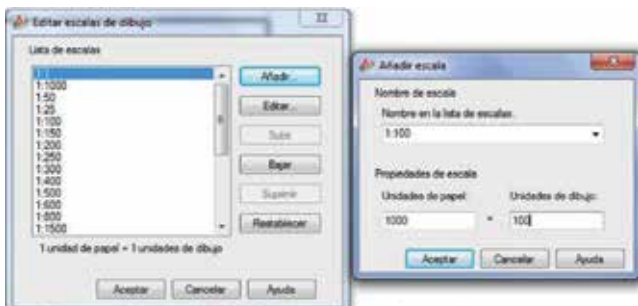 Editar escalas de dibujo
Lista de escalas
1:1
1:1000
1:50
1:25
1:100
1:150
1:200
1:250
1:300
1:400
1:500
1:600
1:800
1:1500
Añadir...
Editar...
Subir
Bajar
Suprimir
Restablecer
1 unidad de papel = 1 unidades de dibujo
Aceptar
Cancelar
Ayuda
Añadir escala
Nombre de escala
Nombre en la lista de escalas:
1:100
Propiedades de escala
Unidades de papel:
Unidades de dibujo:
1000 = 100
Aceptar
Cancelar
Ayuda